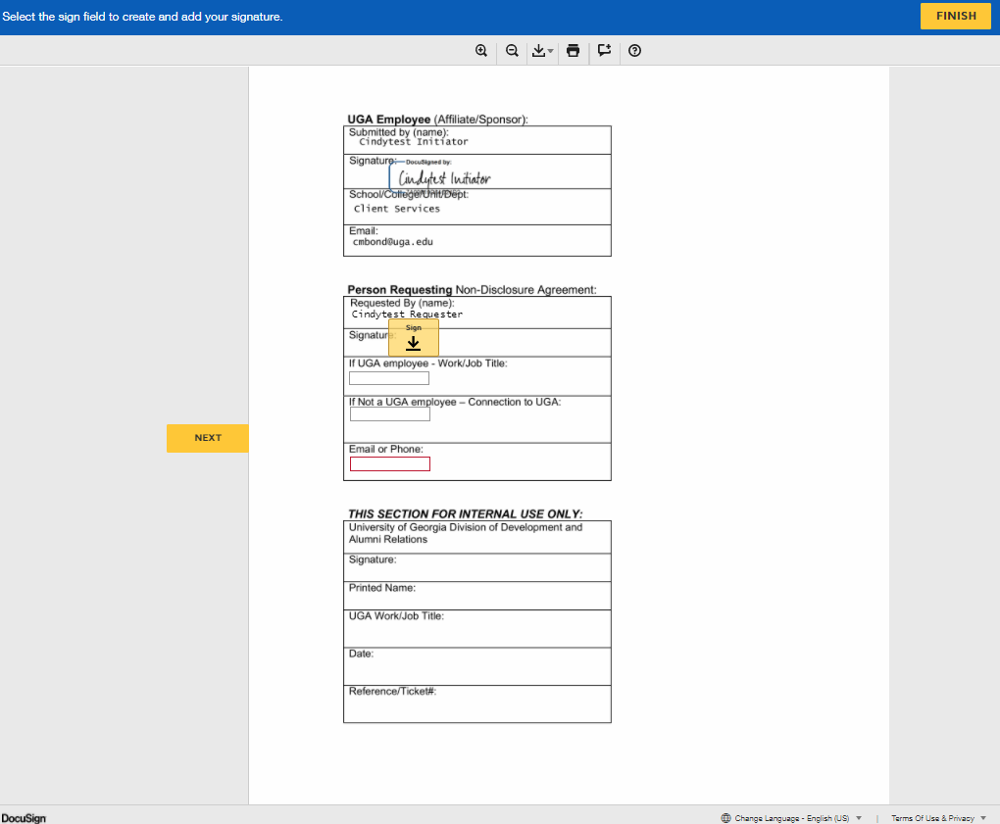 Select the sign field to create and add your signature.
FINISH
UGA Employee (Affiliate/Sponsor):
Submitted by (name):
Cindytest Initiator
Signature:
DocuSigned by:
Cindytest Initiator
School/College/Unit/Dept:
Client Services
Email:
cmbond@uga.edu
Person Requesting Non-Disclosure Agreement:
Requested By (name):
Cindytest Requester
Signature
Sign
If UGA employee - Work/Job Title:
If Not a UGA employee – Connection to UGA:
NEXT
Email or Phone:
THIS SECTION FOR INTERNAL USE ONLY:
University of Georgia Division of Development and
Alumni Relations
Signature:
Printed Name:
UGA Work/Job Title:
Date:
Reference/Ticket#:
DocuSign
Change Language - English (US)
Terms Of Use & Privacy